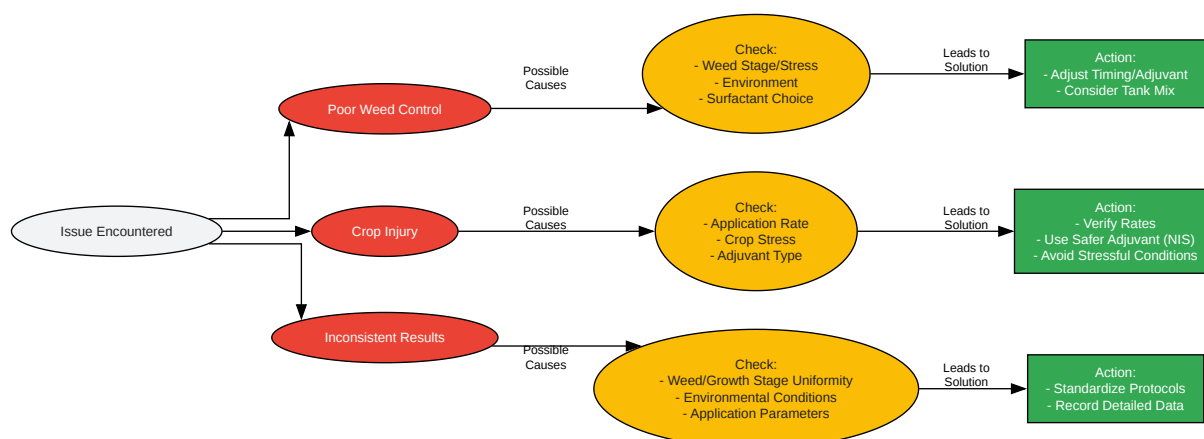 Issue Encountered
Poor Weed Control
Possible
Causes
Check:
- Weed Stage/Stress
- Environment
- Surfactant Choice
Leads to
Solution
Action:
- Adjust Timing/Adjuvant
- Consider Tank Mix
Crop Injury
Possible
Causes
Check:
- Application Rate
- Crop Stress
- Adjuvant Type
Leads to
Solution
Action:
- Verify Rates
- Use Safer Adjuvant (NIS)
- Avoid Stressful Conditions
Inconsistent Results
Possible
Causes
Check:
- Weed/Growth Stage Uniformity
- Environmental Conditions
- Application Parameters
Leads to
Solution
Action:
- Standardize Protocols
- Record Detailed Data